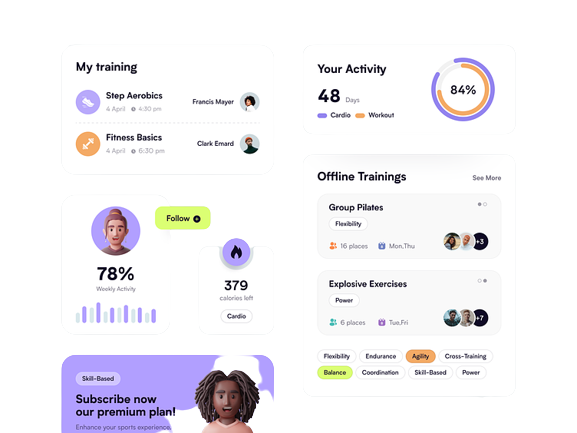 My training
Step Aerobics
4 April 4:30 pm
Francis Mayer
Fitness Basics
4 April 6:30 pm
Clark Emard
Follow
78%
Weekly Activity
379
calories left
Cardio
Skill-Based
Subscribe now
our premium plan!
Enhance your sports experience.
Your Activity
48 Days
Cardio Workout
84%
Offline Trainings
See More
Group Pilates
Flexibility
16 places Mon,Thu
+3
Explosive Exercises
Power
6 places Tue,Fri
+7
Flexibility Endurance Agility Cross-Training
Balance Coordination Skill-Based Power